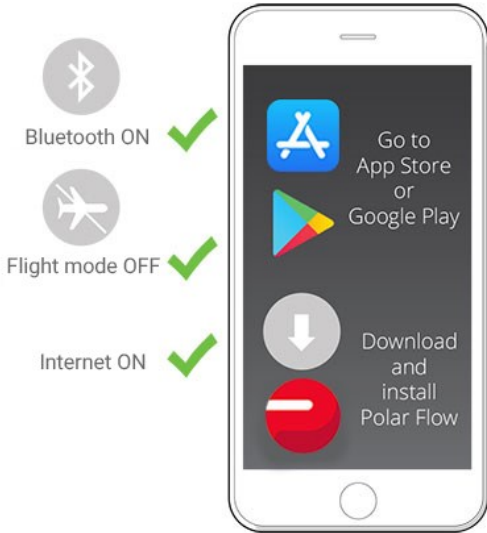 Bluetooth ON
Flight mode OFF
Internet ON
Go to
App Store
or
Google Play
Download
and
install
Polar Flow